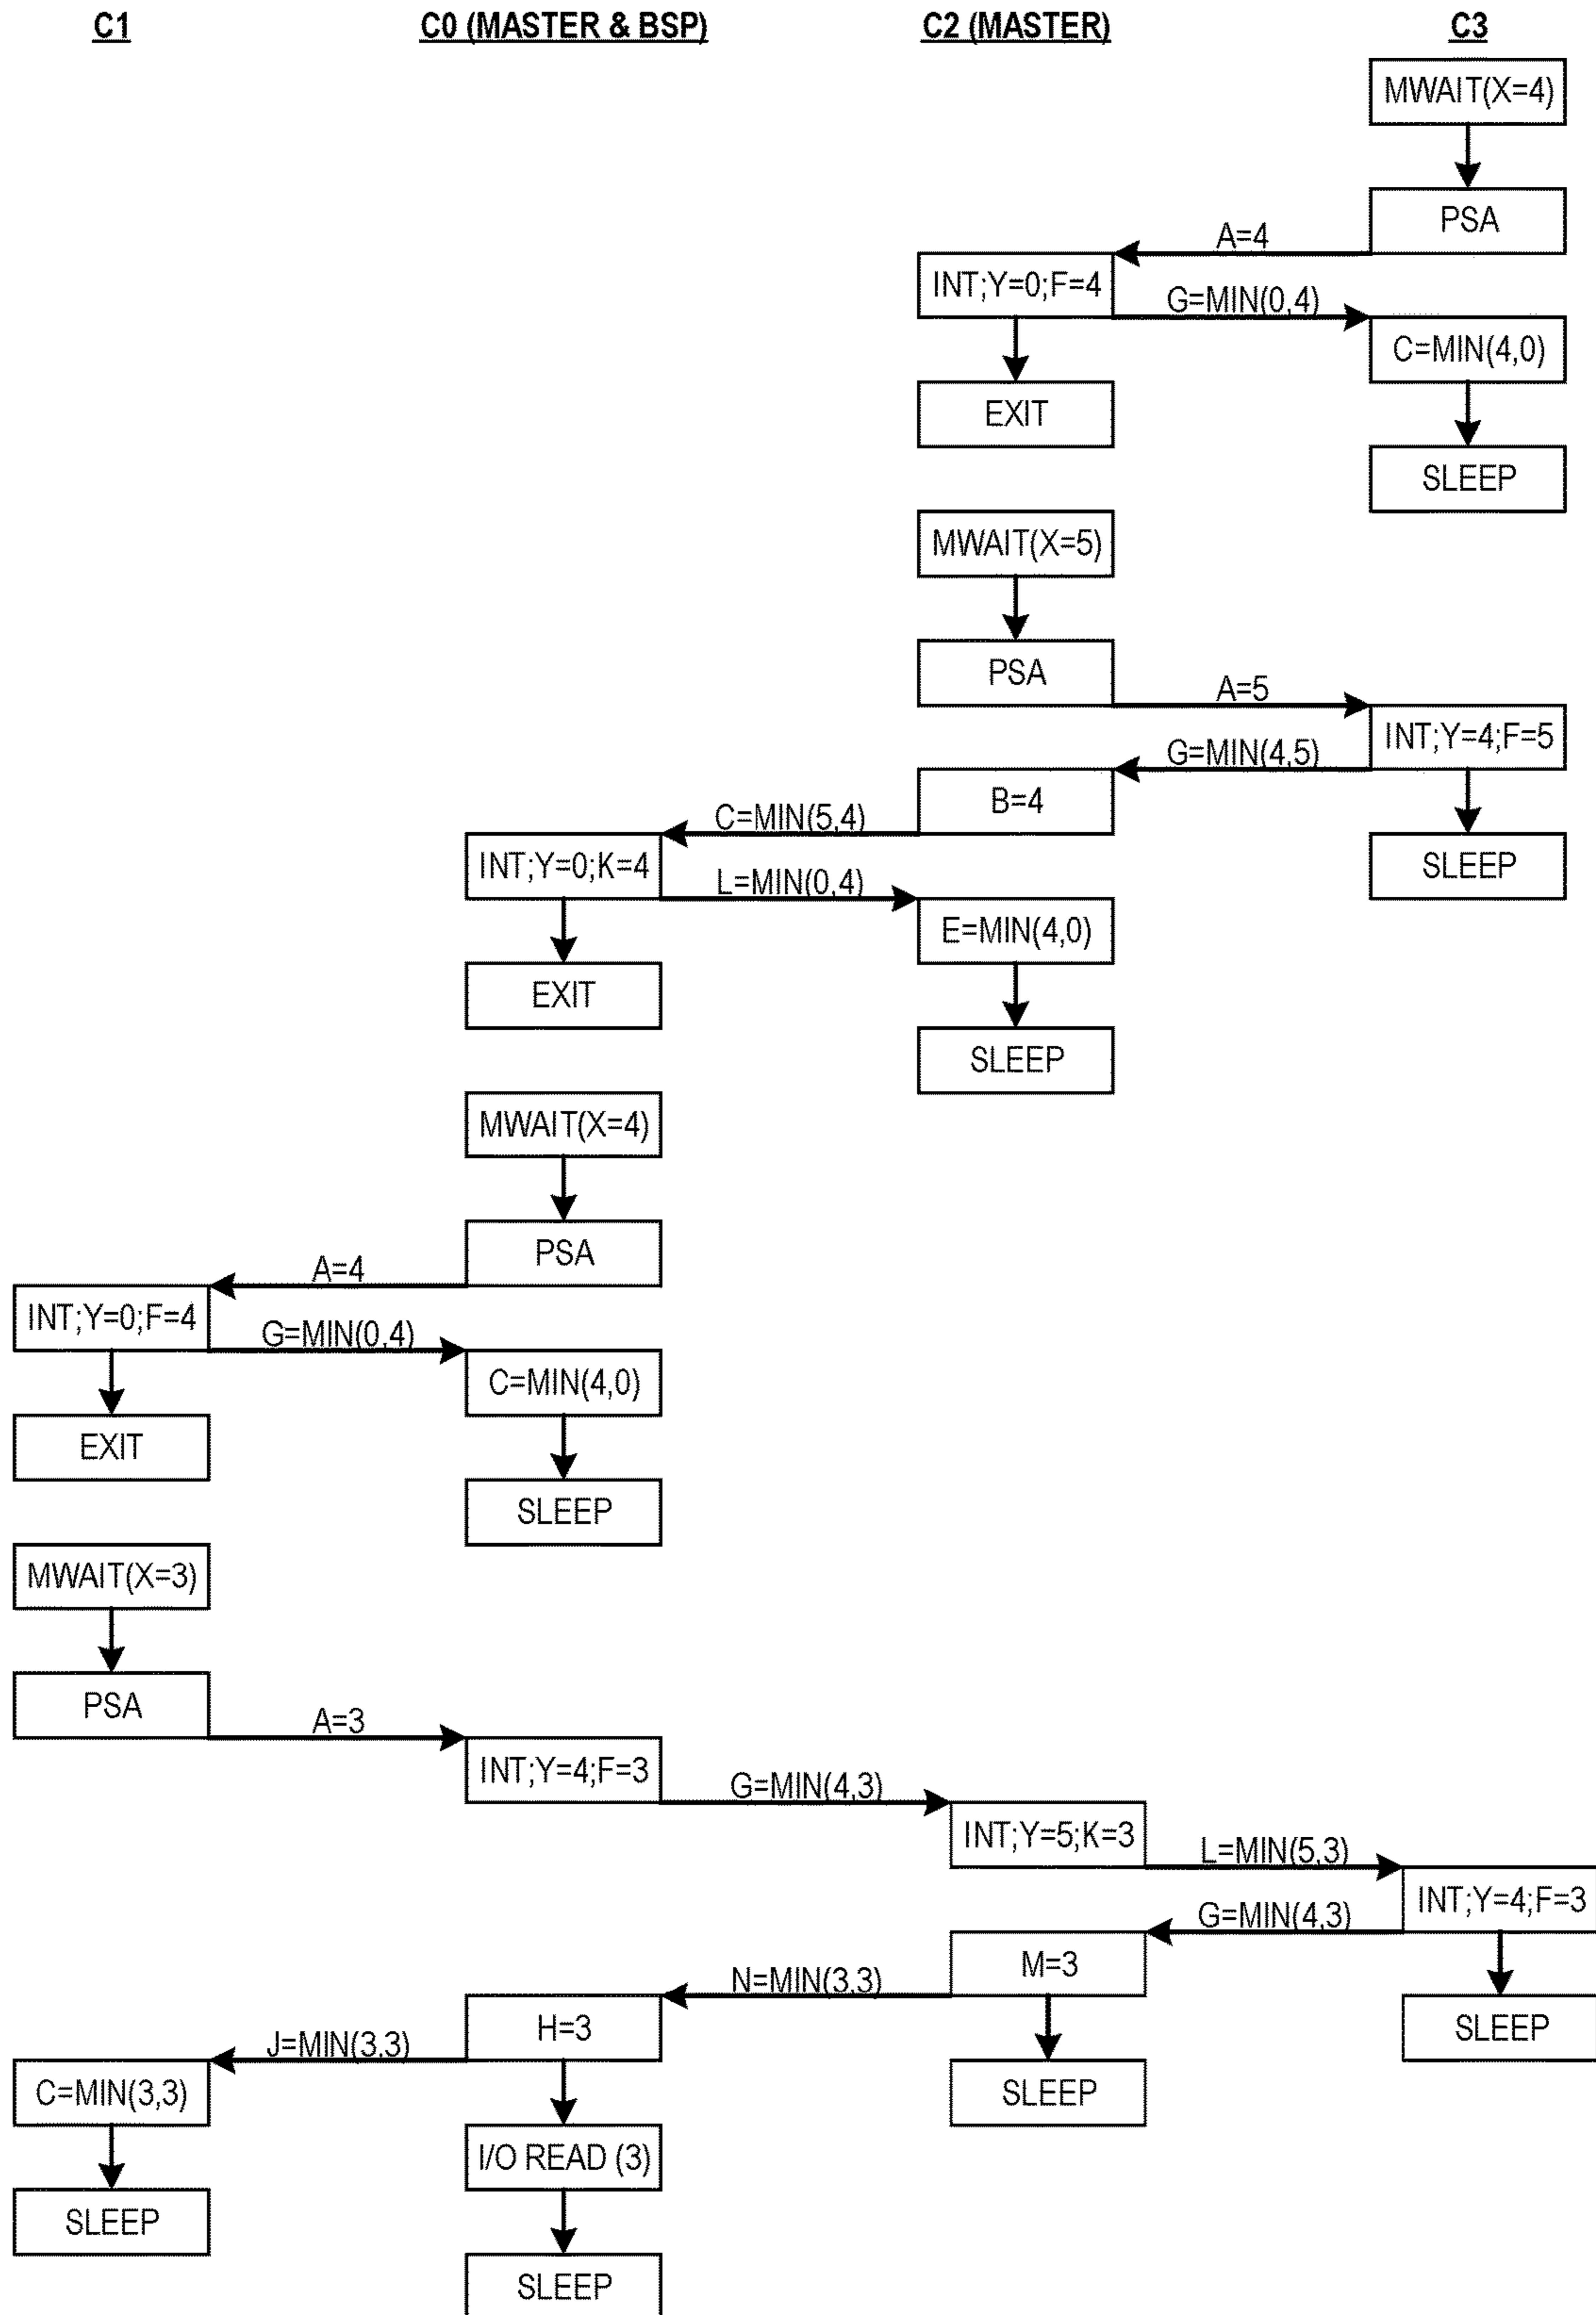 C1
C0 (MASTER & BSP)
C2 (MASTER)
C3
MWAIT(X=4)
PSA
A=4
INT;Y=0;F=4
G=MIN(0,4)
C=MIN(4,0)
EXIT
SLEEP
MWAIT(X=5)
PSA
A=5
INT;Y=4;F=5
G=MIN(4,5)
B=4
C=MIN(5,4)
SLEEP
INT;Y=0;K=4
L=MIN(0,4)
E=MIN(4,0)
EXIT
SLEEP
MWAIT(X=4)
PSA
A=4
INT;Y=0;F=4
G=MIN(0,4)
C=MIN(4,0)
EXIT
SLEEP
MWAIT(X=3)
PSA
A=3
INT;Y=4;F=3
G=MIN(4,3)
INT;Y=5;K=3
L=MIN(5,3)
INT;Y=4;F=3
G=MIN(4,3)
M=3
N=MIN(3,3)
SLEEP
H=3
J=MIN(3,3)
SLEEP
C=MIN(3,3)
I/O READ (3)
SLEEP
SLEEP